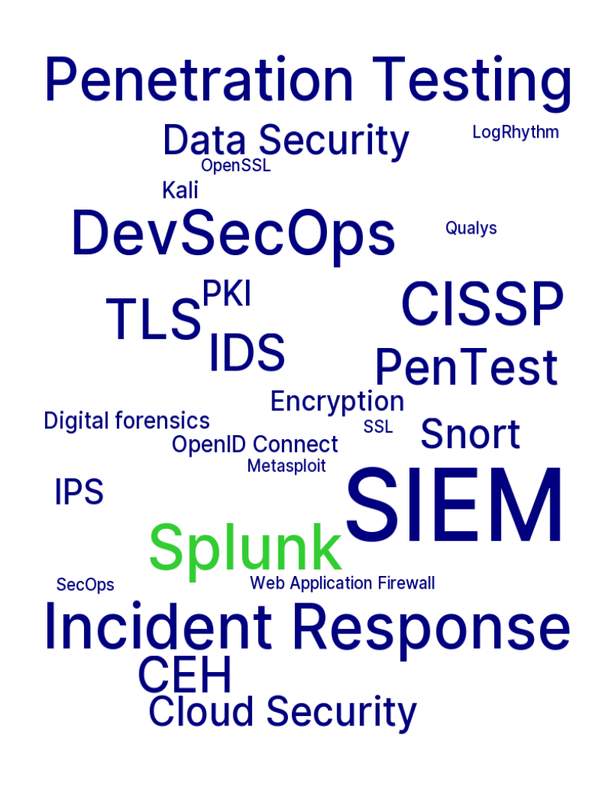 Penetration Testing
Data Security
LogRhythm
OpenSSL
Kali
DevSecOps
Qualys
PKI
TLS
CISSP
IDS
PenTest
Encryption
Digital forensics
SSL
Snort
OpenID Connect
Metasploit
IPS
SIEM
Splunk
SecOps
Web Application Firewall
Incident Response
CEH
Cloud Security